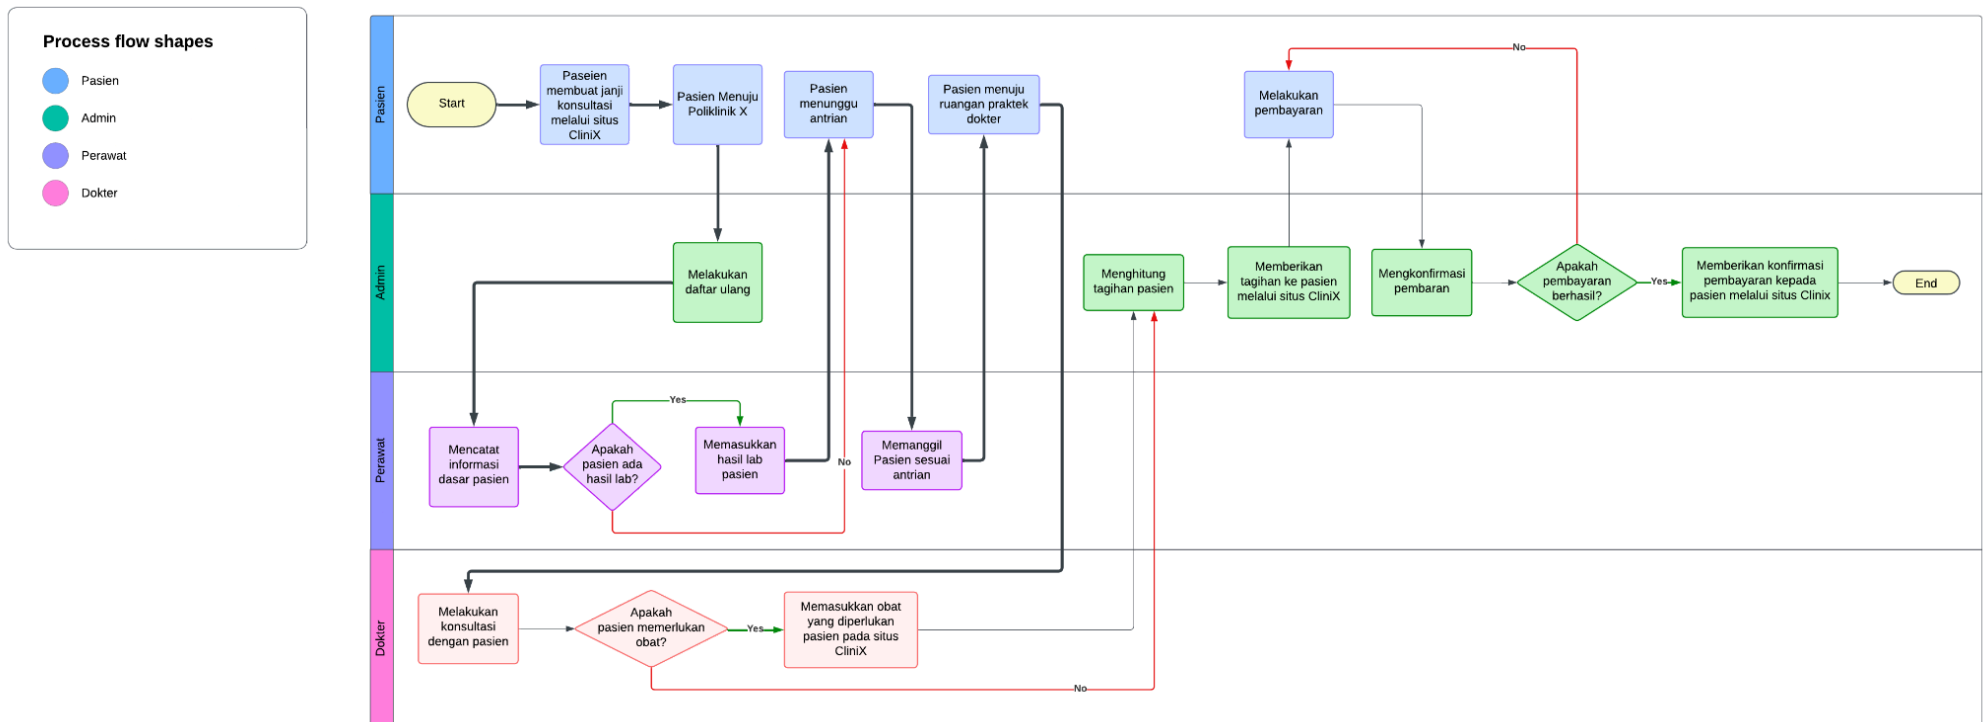 Process flow shapes
Pasien
Admin
Perawat
Dokter
Pasien
Start
Paseien
membuat janji
konsultasi
melalui situs
CliniX
Pasien Menuju
Poliklinik X
Pasien
menunggu
antrian
Pasien menuju
ruangan praktek
dokter
Melakukan
pembayaran
No
Admin
Melakukan
daftar ulang
Menghitung
tagihan pasien
Memberikan
tagihan ke pasien
melalui situs CliniX
Mengkonfirmasi
pembaran
Apakah
pembayaran
berhasil?
Yes
Memberikan konfirmasi
pembayaran kepada
pasien melalui situs Clinix
End
Perawat
Mencatat
informasi
dasar pasien
Apakah
pasien ada
hasil lab?
Yes
Memasukkan
hasil lab
pasien
No
Memanggil
Pasien sesuai
antrian
Dokter
Melakukan
konsultasi
dengan pasien
Apakah
pasien memerlukan
obat?
Yes
Memasukkan obat
yang diperlukan
pasien pada situs
CliniX
No